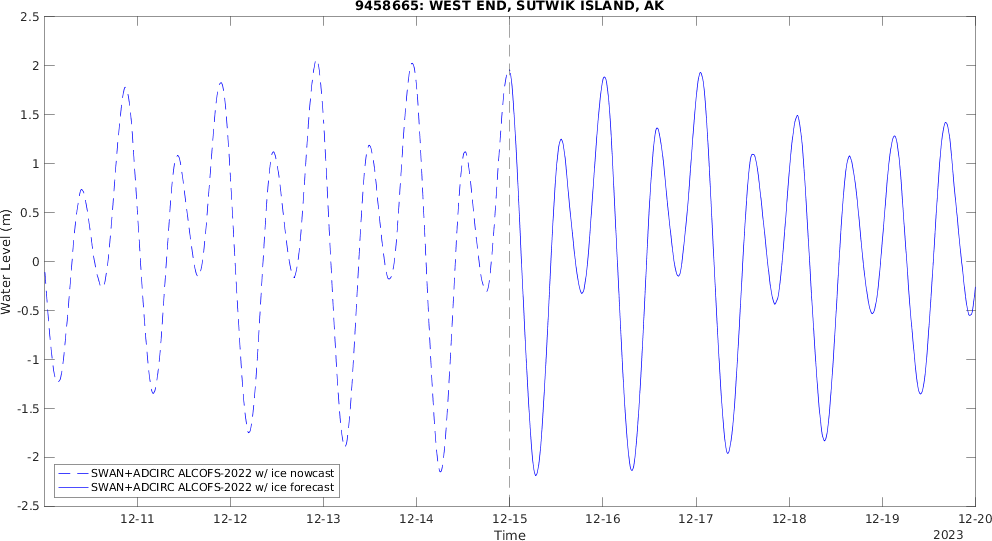 9458665: WEST END, SUTWIK ISLAND, AK
2.5
2
1.5
1
0.5
0
-0.5
-1
-1.5
-2
-2.5
Water Level (m)
SWAN+ADCIRC ALCOFS-2022 w/ ice nowcast
SWAN+ADCIRC ALCOFS-2022 w/ ice forecast
12-11 12-12 12-13 12-14 12-15 12-16 12-17 12-18 12-19 12-20
Time
2023